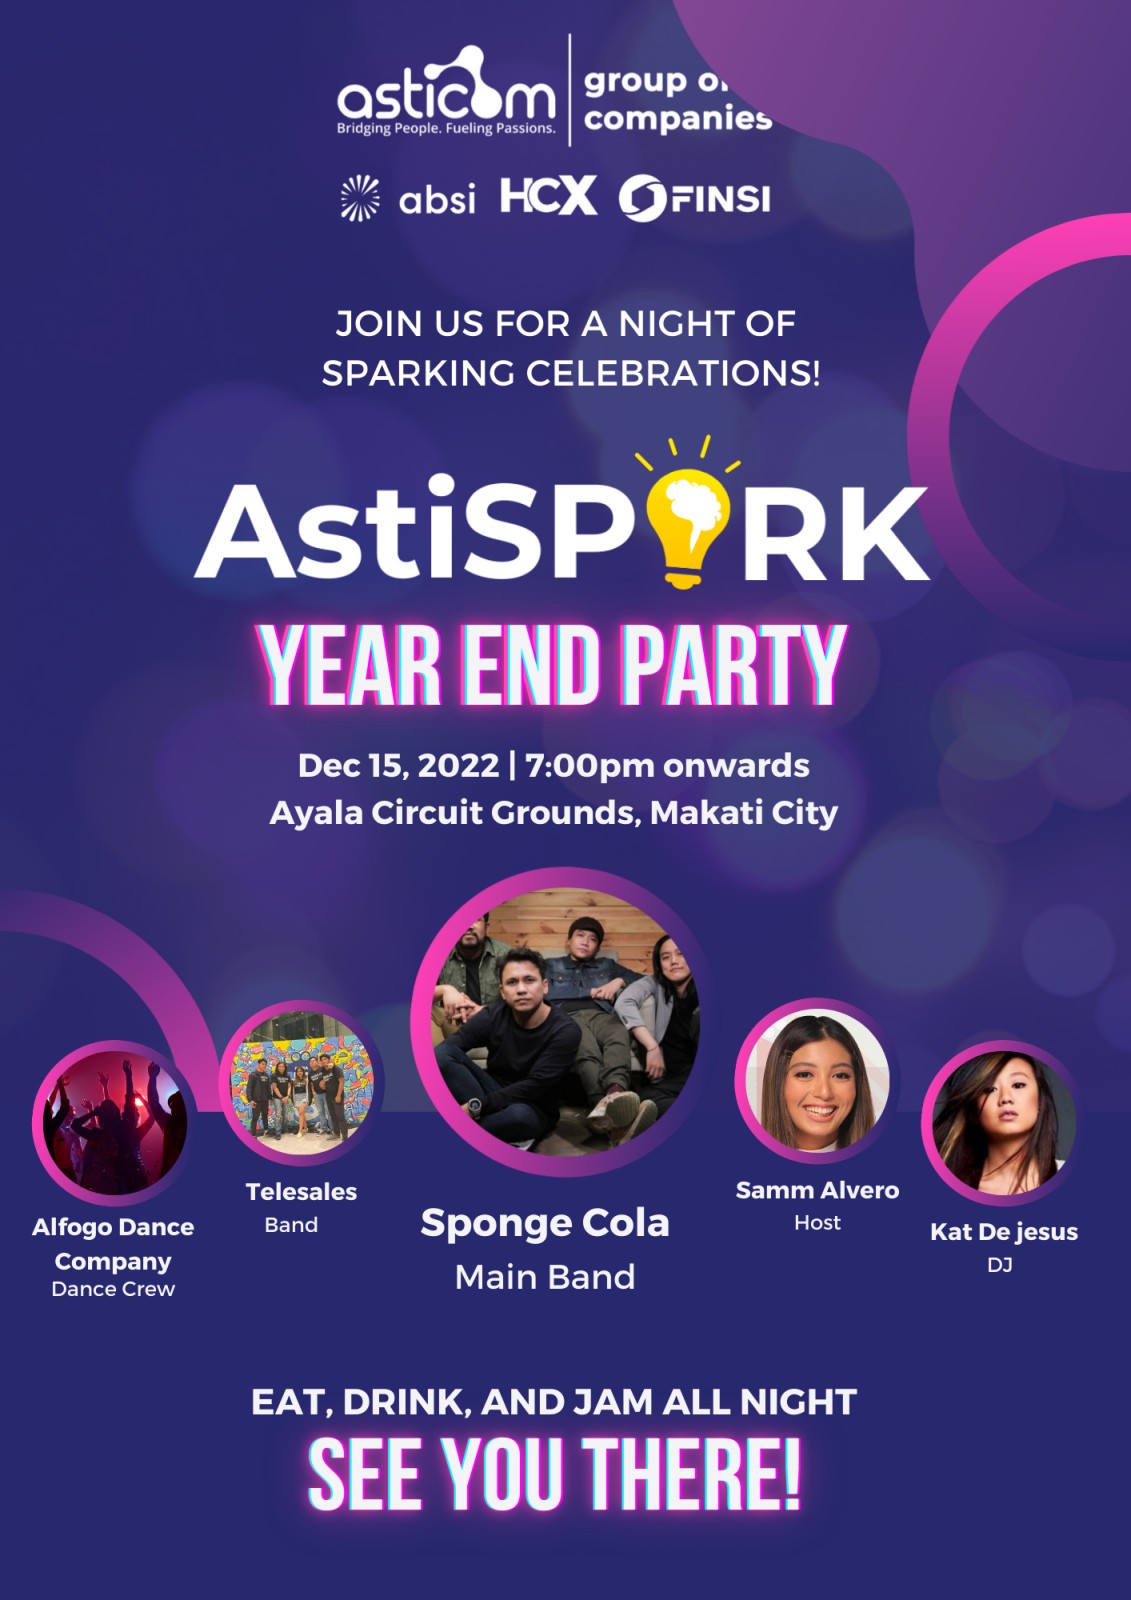 asticom
Bridging People. Fueling Passions.
group of
companies
absi HCX FINSI
JOIN US FOR A NIGHT OF
SPARKING CELEBRATIONS!
AstiSPARK
YEAR END PARTY
Dec 15, 2022 | 7:00pm onwards
Ayala Circuit Grounds, Makati City
Alfogo Dance
Company
Dance Crew
Telesales
Band
Sponge Cola
Main Band
Samm Alvero
Host
Kat De jesus
DJ
EAT, DRINK, AND JAM ALL NIGHT
SEE YOU THERE!